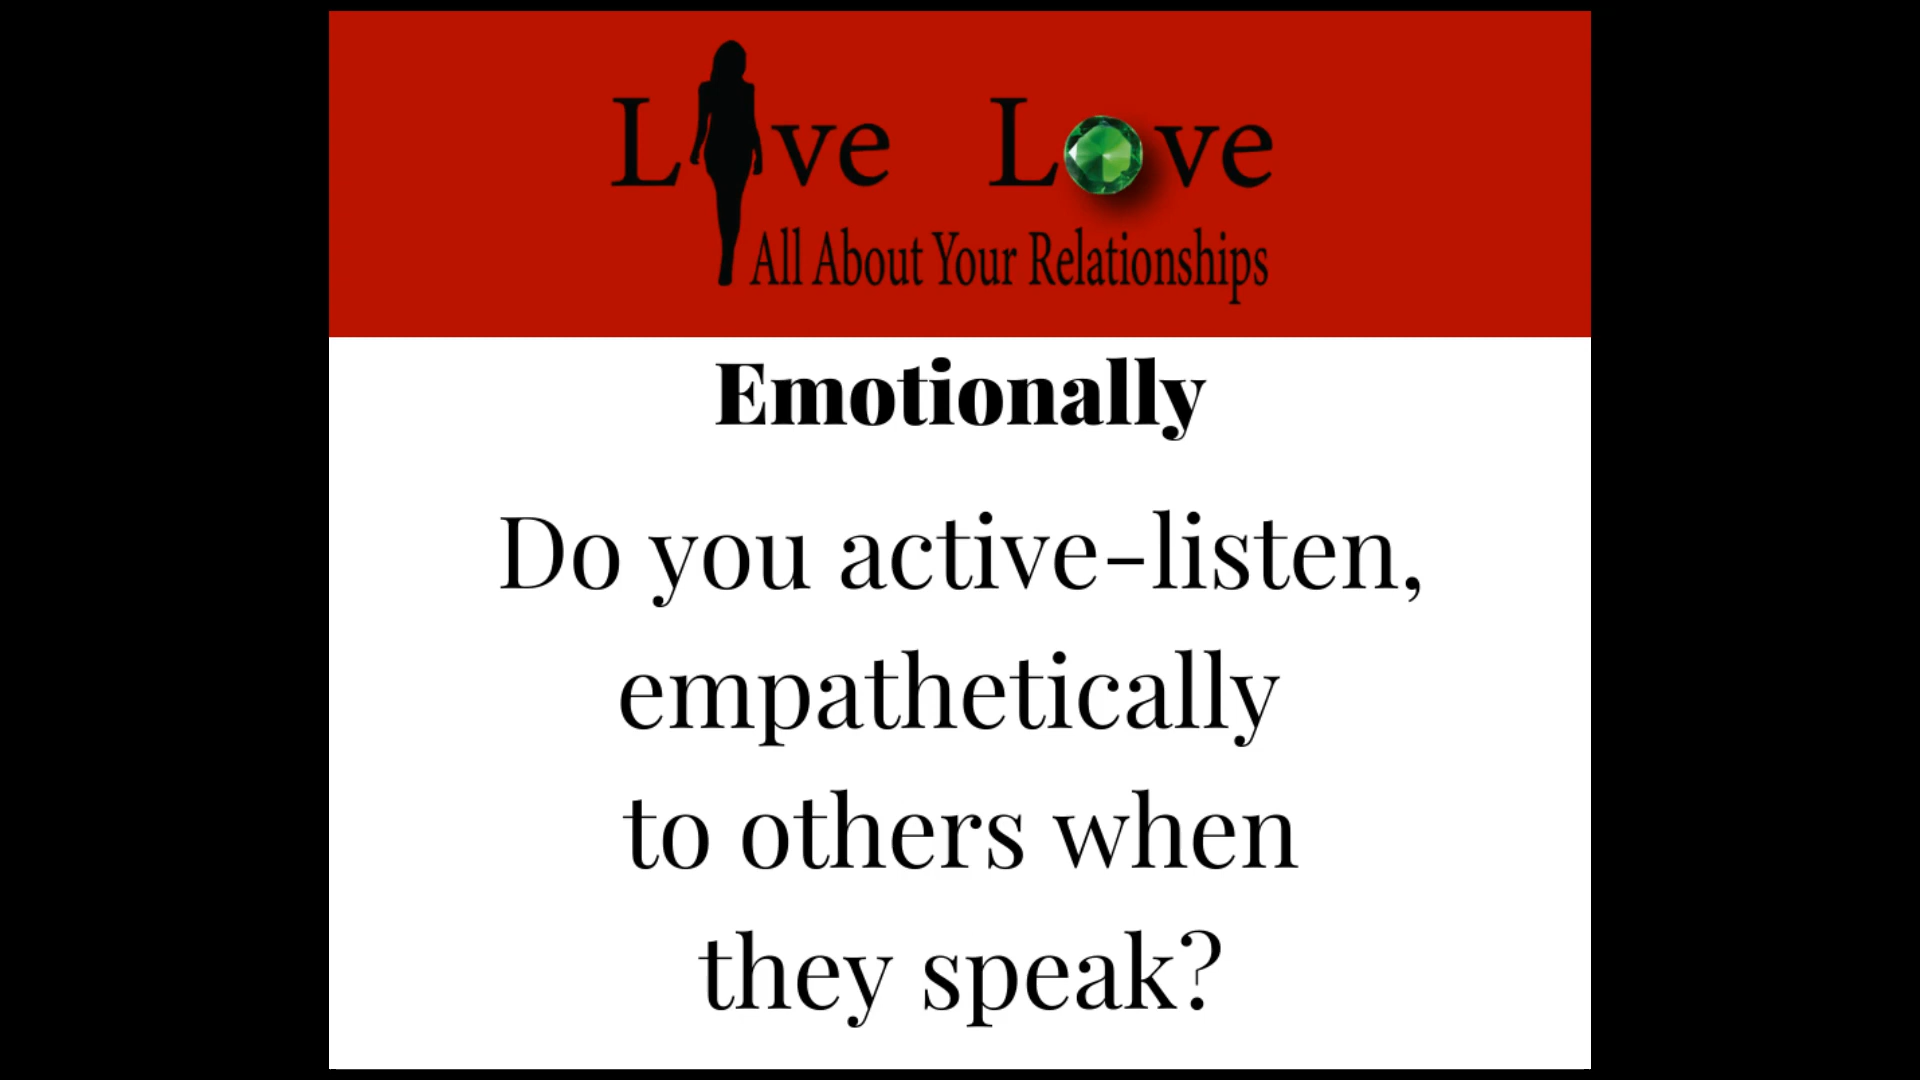 Live Love
All About Your Relationships
Emotionally
Do you active-listen,
empathetically
to others when
they speak?